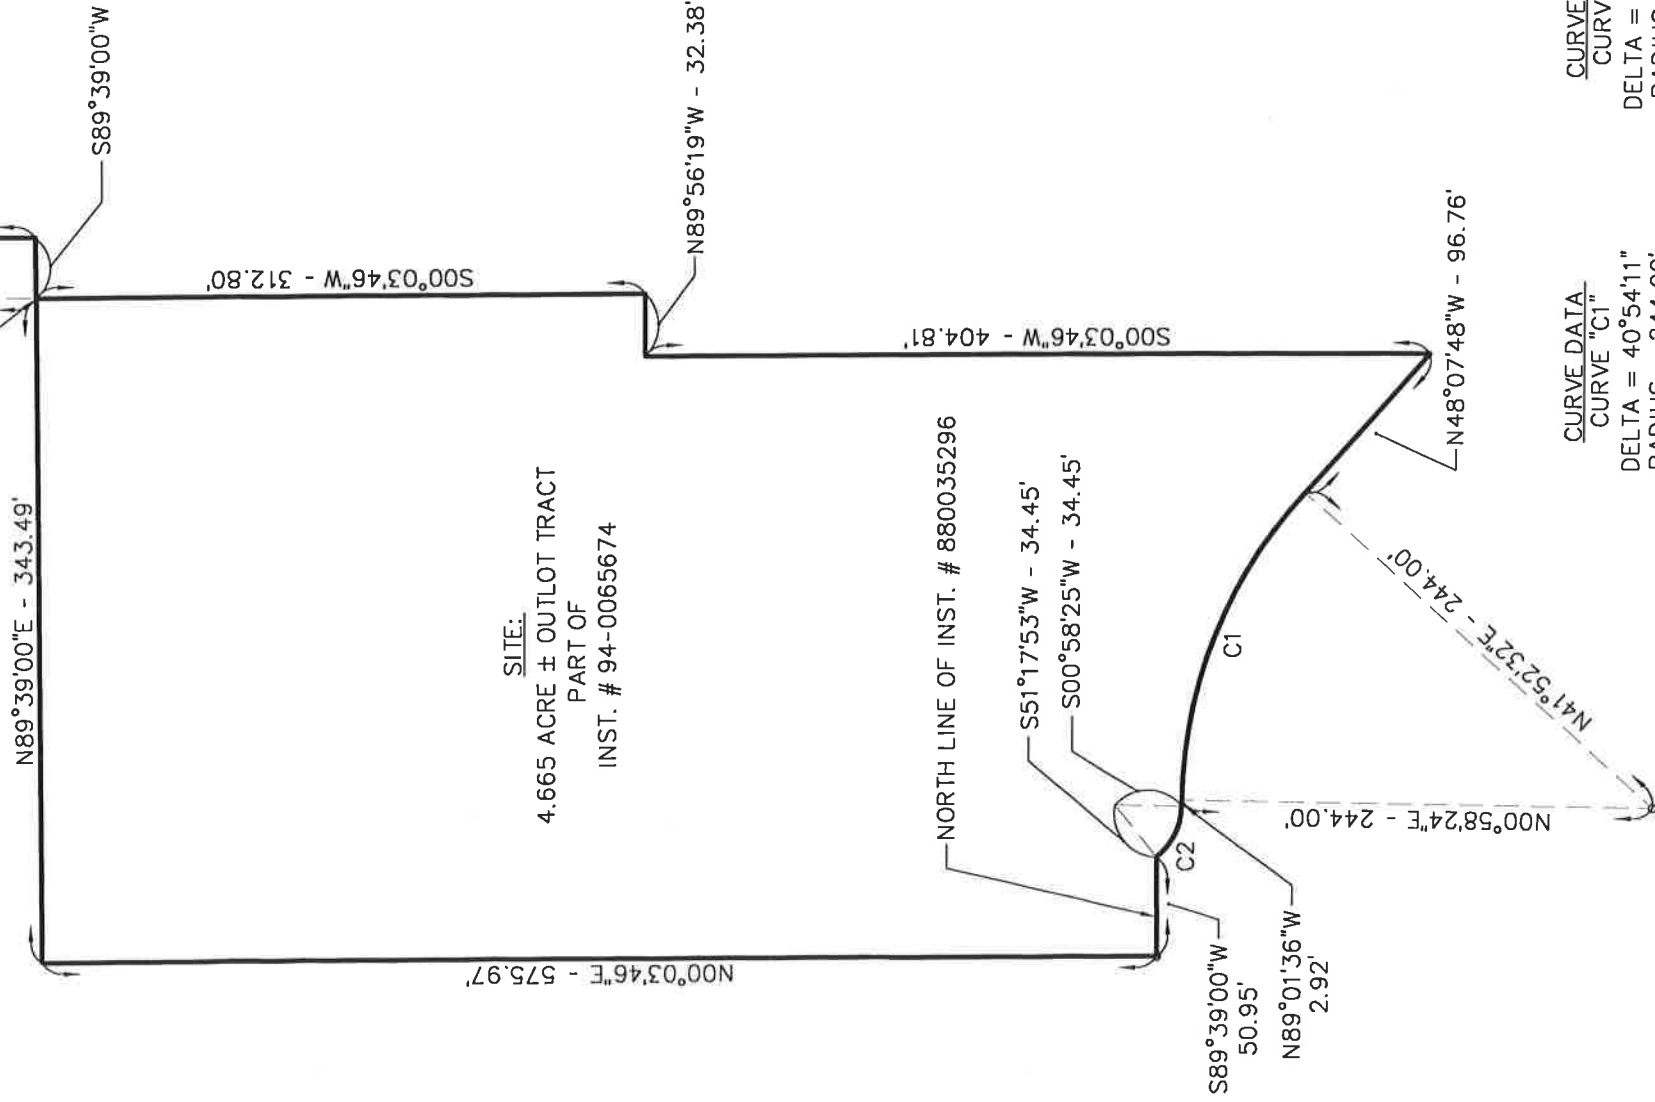 S89°39'00"W
N89°39'00"E - 343.49'
S00°03'46"W - 312.80'
N89°56'19"W - 32.38'
S00°03'46"W - 404.81'
SITE:
4.665 ACRE ± OUTLOT TRACT
PART OF
INST. # 94-0065674
NORTH LINE OF INST. # 880035296
S51°17'53"W - 34.45'
S00°58'25"W - 34.45'
N48°07'48"W - 96.76'
C1
C2
N41°52'32"E - 244.00'
N00°58'24"E - 244.00'
N00°03'46"E - 575.97'
S89°39'00"W
50.95'
N89°01'36"W
2.92'
CURVE DATA
CURVE "C1"
DELTA = 40°54'11"
CURVE
CURV
DELTA =